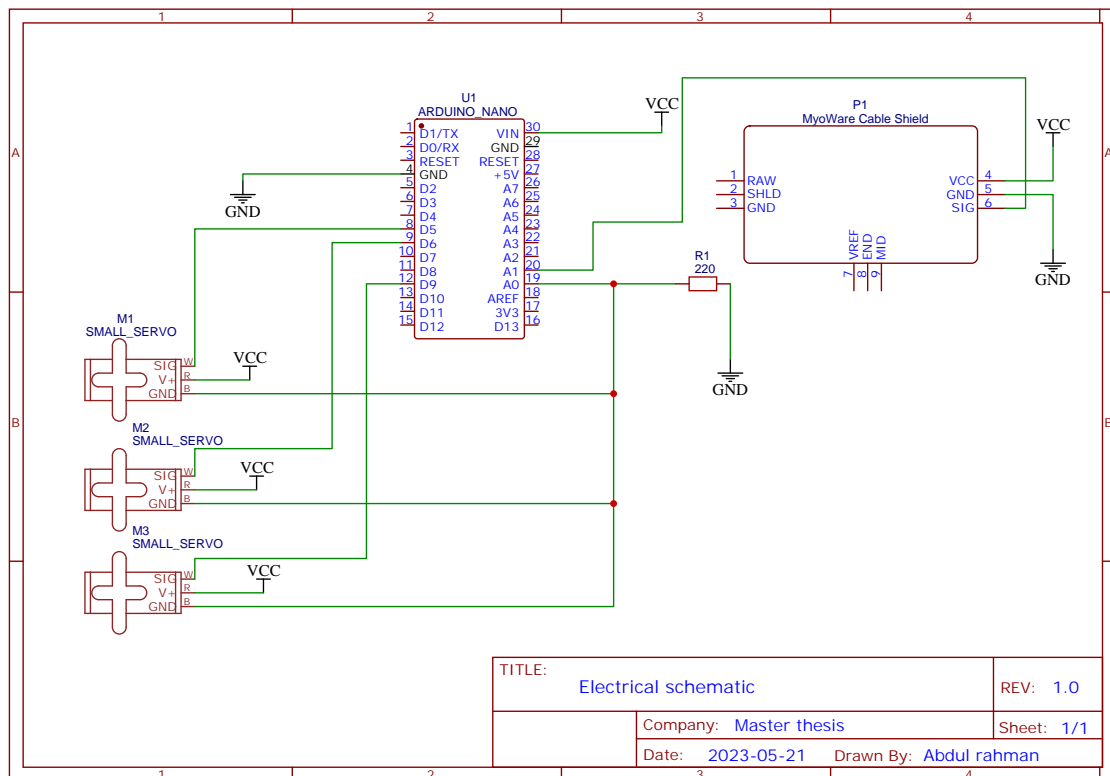 1 2 3 4
A A
B B
U1
ARDUINO_NANO
1 D1/TX VIN 30
2 D0/RX GND 29
3 RESET RESET 28
4 GND +5V 27
5 D2 A7 26
6 D3 A6 25
7 D4 A5 24
8 D5 A4 23
9 D6 A3 22
10 D7 A2 21
11 D8 A1 20
12 D9 A0 19
13 D10 AREF 18
14 D11 3V3 17
15 D12 D13 16
GND
VCC
P1
MyoWare Cable Shield
1 RAW VCC 4
2 SHLD GND 5
3 GND SIG 6
VREF END MID
7 8 9
VCC
GND
R1
220
GND
M1
SMALL_SERVO
SIG W
V+ R
GND B
VCC
M2
SMALL_SERVO
SIG W
V+ R
GND B
VCC
M3
SMALL_SERVO
SIG W
V+ R
GND B
VCC
TITLE:
Electrical schematic
REV: 1.0
Company: Master thesis
Sheet: 1/1
Date: 2023-05-21 Drawn By: Abdul rahman
1 2 3 4